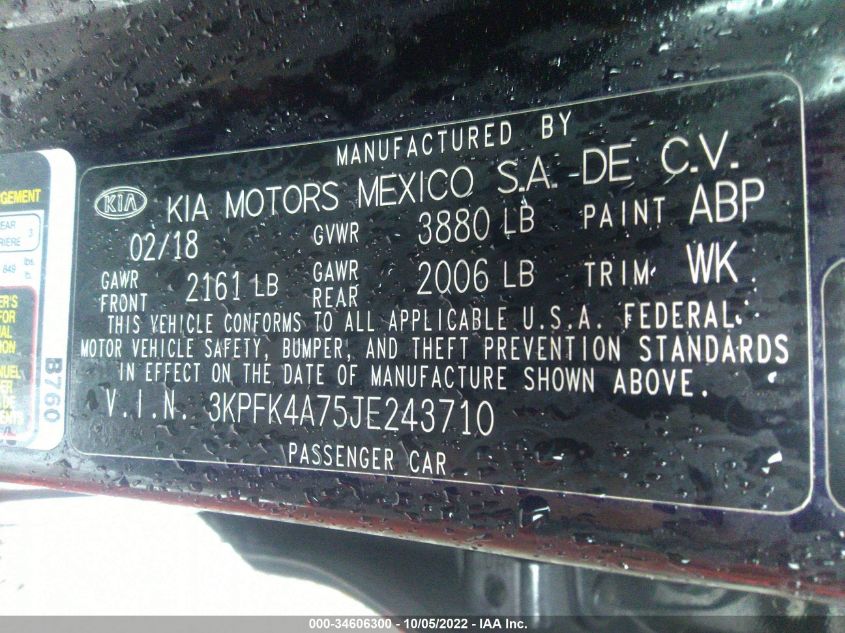 MANUFACTURED BY
KIA KIA MOTORS MEXICO S.A. DE C.V.
02/18 GVWR 3880 LB PAINT ABP
GAWR FRONT 2161 LB GAWR REAR 2006 LB TRIM WK
THIS VEHICLE CONFORMS TO ALL APPLICABLE U.S.A. FEDERAL
MOTOR VEHICLE SAFETY, BUMPER, AND THEFT PREVENTION STANDARDS
IN EFFECT ON THE DATE OF MANUFACTURE SHOWN ABOVE.
V.I.N. 3KPFK4A75JE243710
PASSENGER CAR
3
849 lbs.
B760
000-34606300 - 10/05/2022 - IAA Inc.